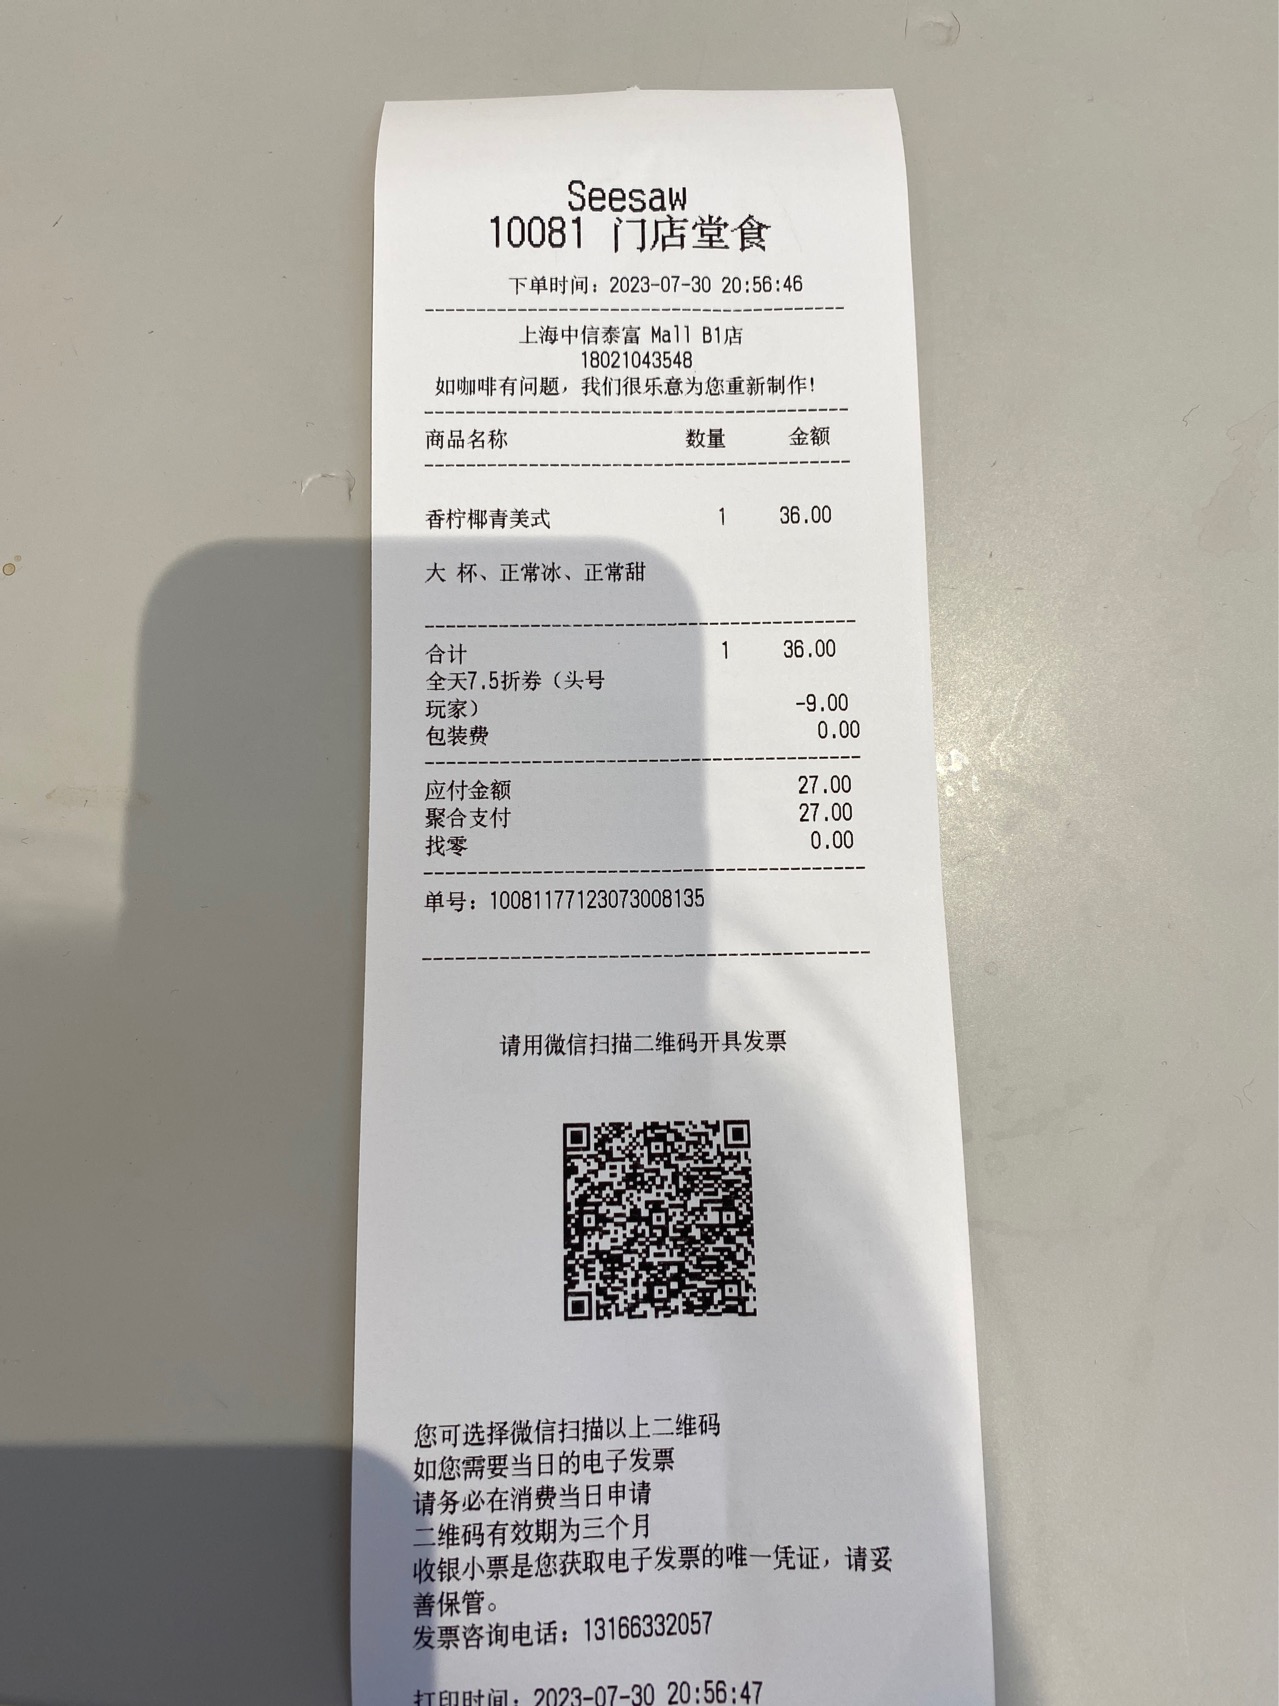 Seesaw
10081 门店堂食
下单时间：2023-07-30 20:56:46
上海中信泰富 Mall B1店
18021043548
如咖啡有问题，我们很乐意为您重新制作！
商品名称 数量 金额
香柠椰青美式 1 36.00
大 杯、正常冰、正常甜
合计 1 36.00
全天7.5折券（头号
玩家） -9.00
包装费 0.00
应付金额 27.00
聚合支付 27.00
找零 0.00
单号：10081177123073008135
请用微信扫描二维码开具发票
您可选择微信扫描以上二维码
如您需要当日的电子发票
请务必在消费当日申请
二维码有效期为三个月
收银小票是您获取电子发票的唯一凭证，请妥
善保管。
发票咨询电话：13166332057
打印时间：2023-07-30 20:56:47